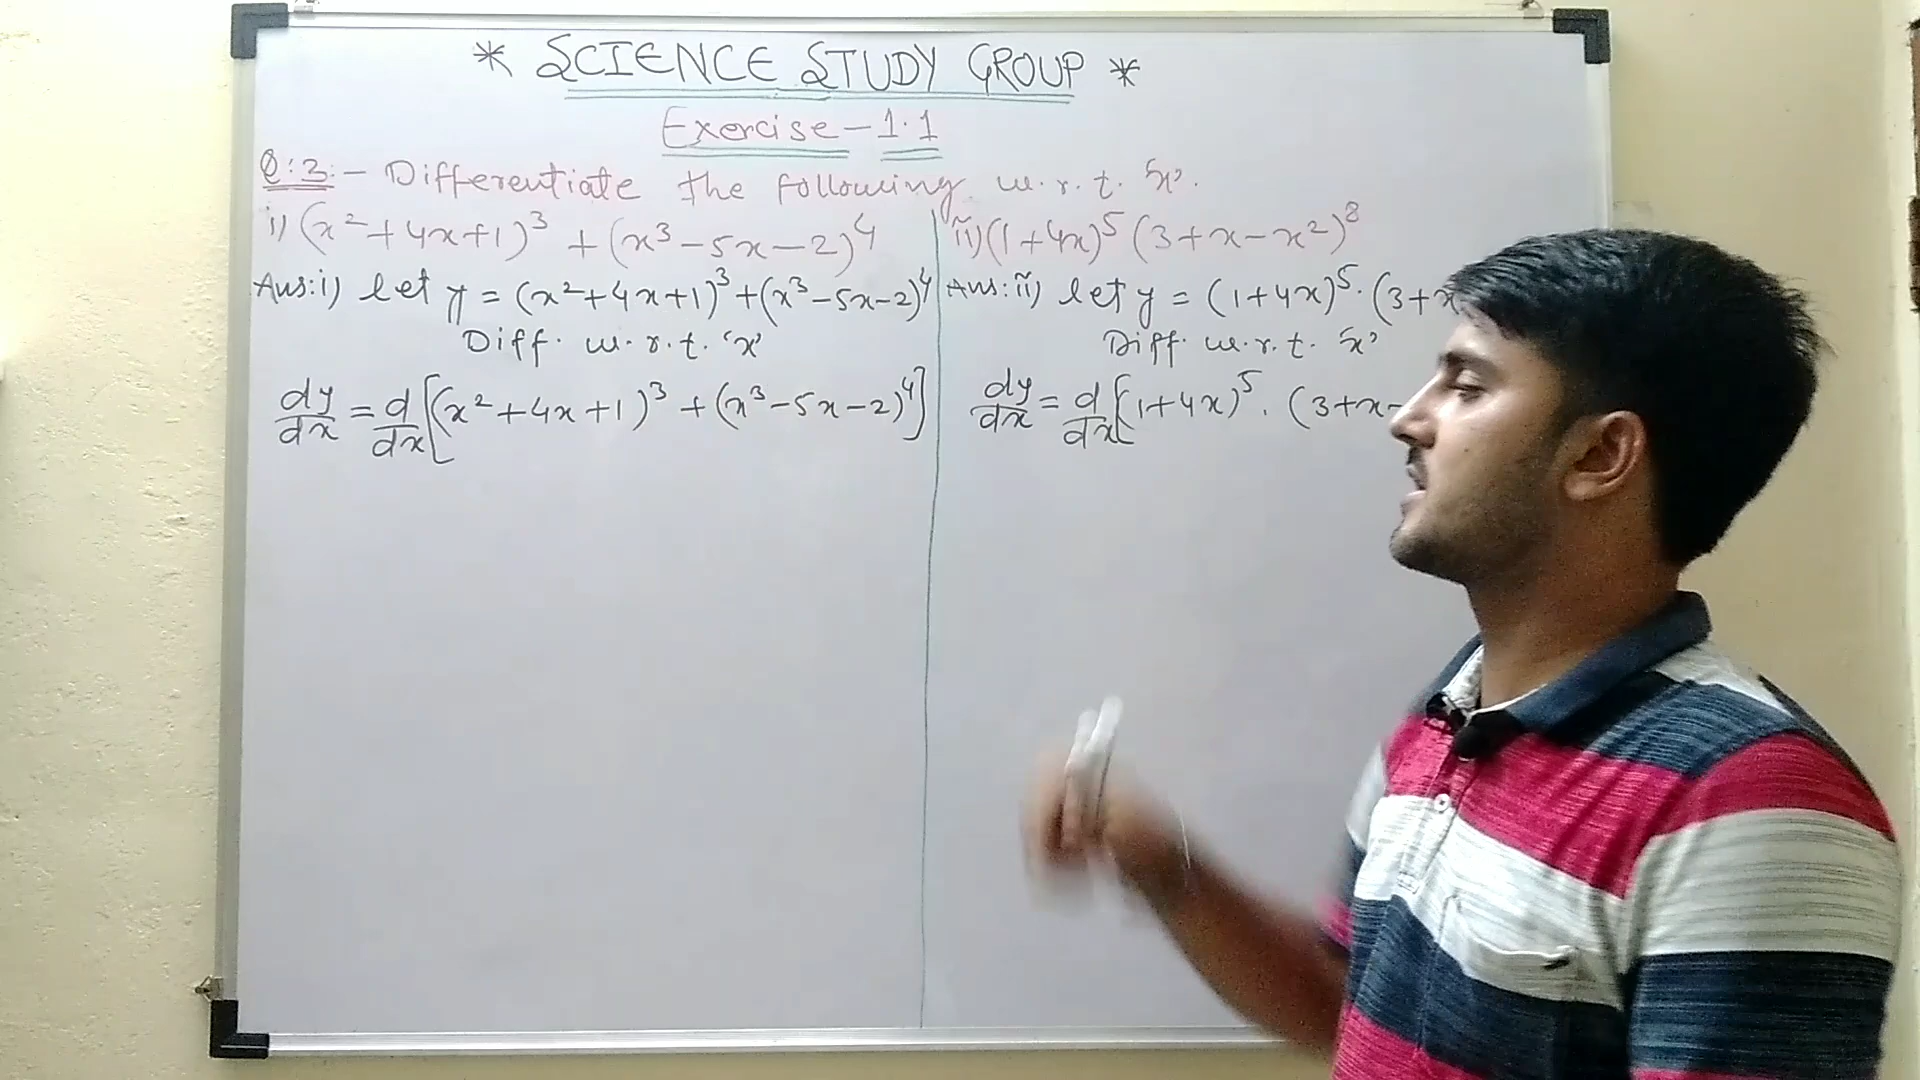 * SCIENCE STUDY GROUP *
Exercise-1.1
Q:3:- Differentiate the following w.r.t. 'x'.
i) (x²+4x+1)³ + (x³-5x-2)⁴
Ans:i) let y = (x²+4x+1)³+(x³-5x-2)⁴
Diff. w.r.t. 'x'
dy/dx = d/dx[(x²+4x+1)³ + (x³-5x-2)⁴]
ii) (1+4x)⁵ (3+x-x²)⁸
Ans:ii) let y = (1+4x)⁵. (3+x
Diff. w.r.t. 'x'
dy/dx = d/dx[(1+4x)⁵. (3+x-